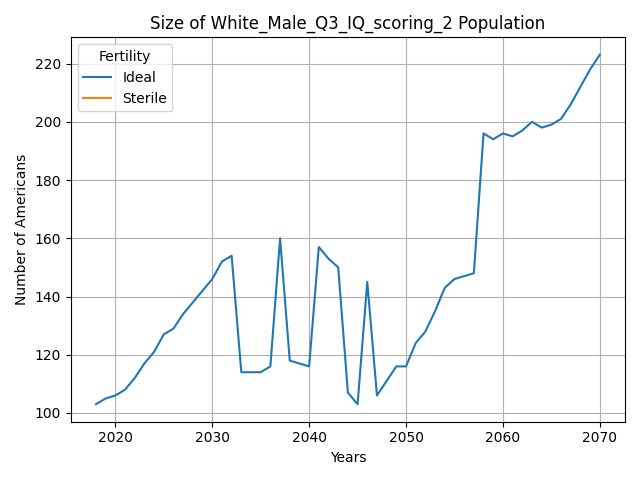 Size of White_Male_Q3_IQ_scoring_2 Population
Fertility
Ideal
Sterile
Number of Americans
220
200
180
160
140
120
100
2020 2030 2040 2050 2060 2070
Years